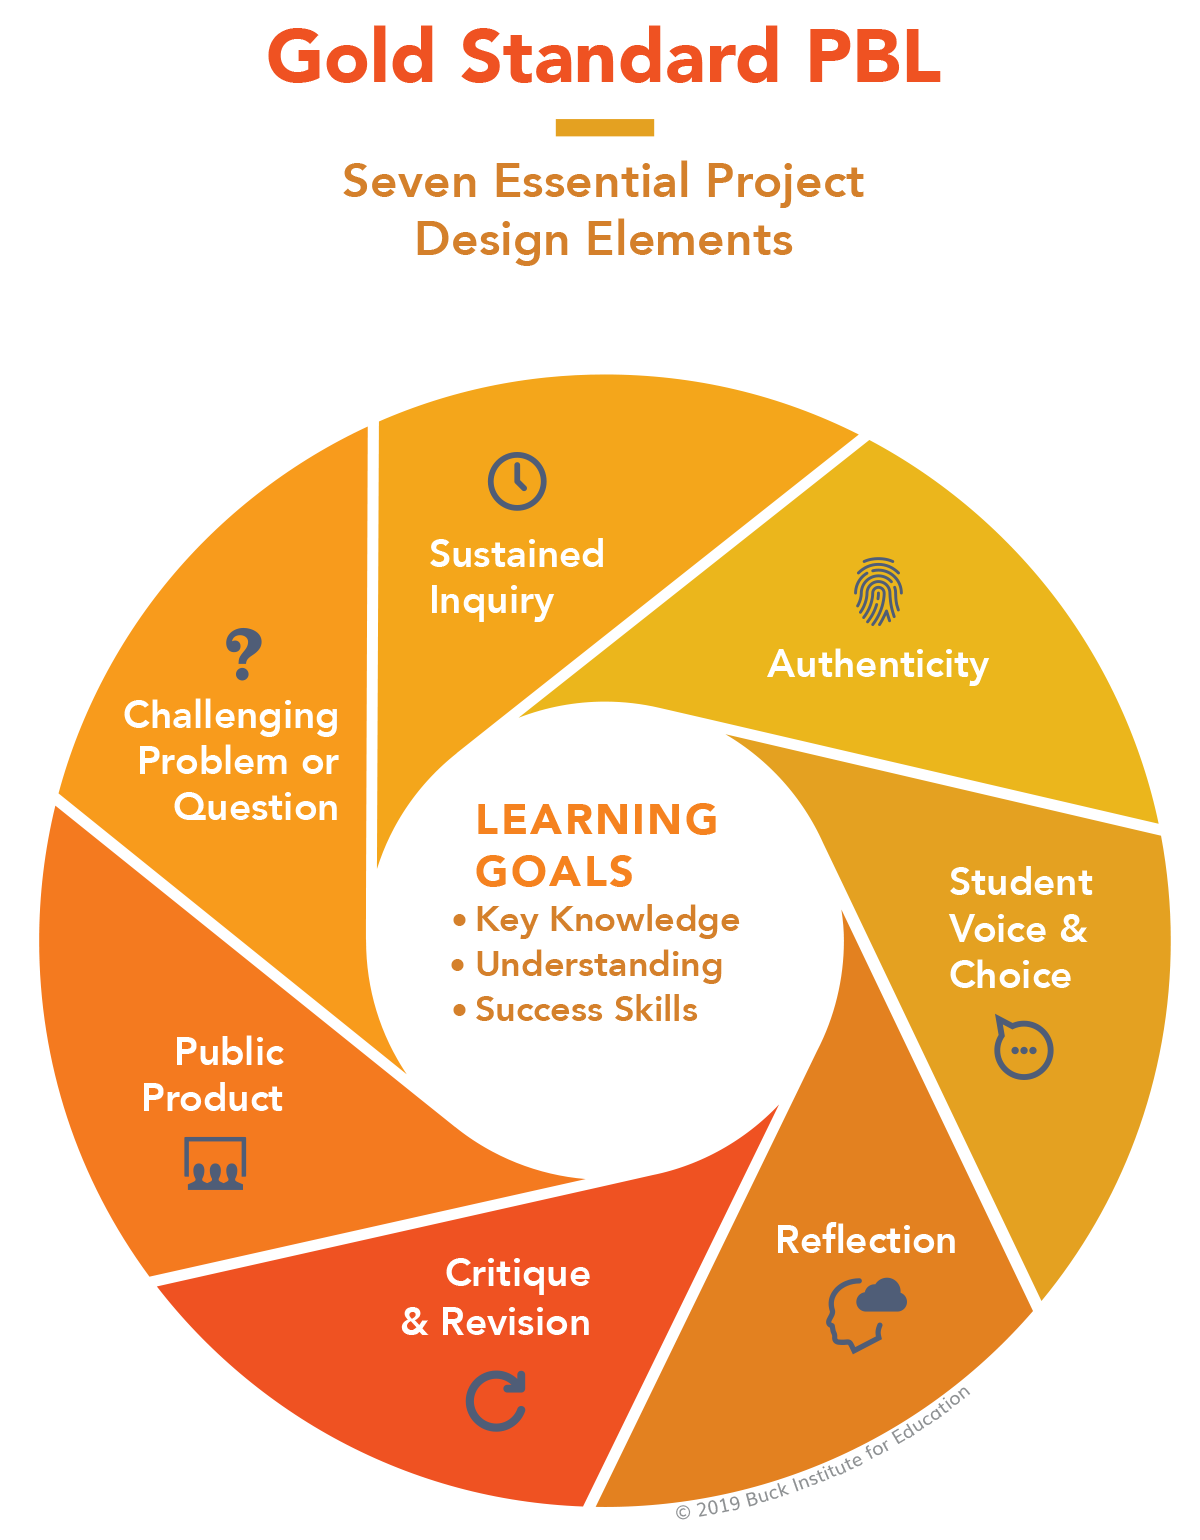 Gold Standard PBL
Seven Essential Project
Design Elements
Sustained
Inquiry
Authenticity
Challenging
Problem or
Question
LEARNING
GOALS
• Key Knowledge
• Understanding
• Success Skills
Student
Voice &
Choice
Public
Product
Reflection
Critique
& Revision
© 2019 Buck Institute for Education